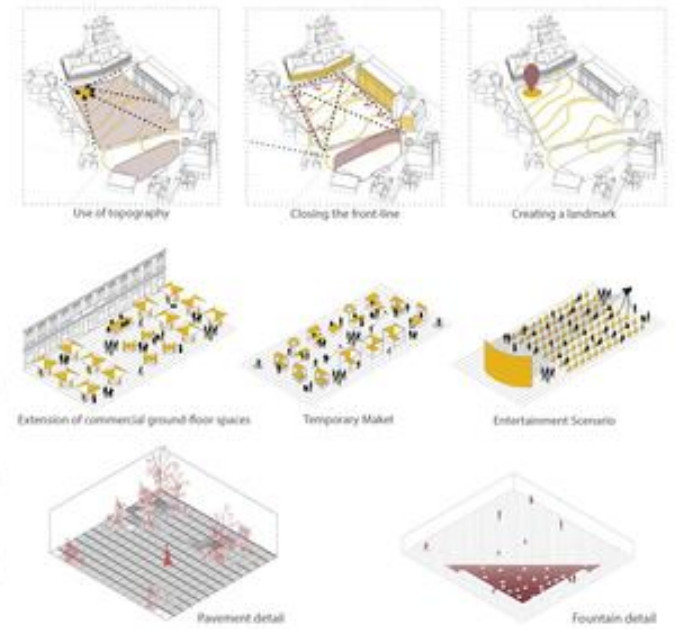 Use of topography
Closing the front-line
Creating a landmark
Extension of commercial ground-floor spaces
Temporary Maket
Entertainment Scenario
Pavement detail
Fountain detail